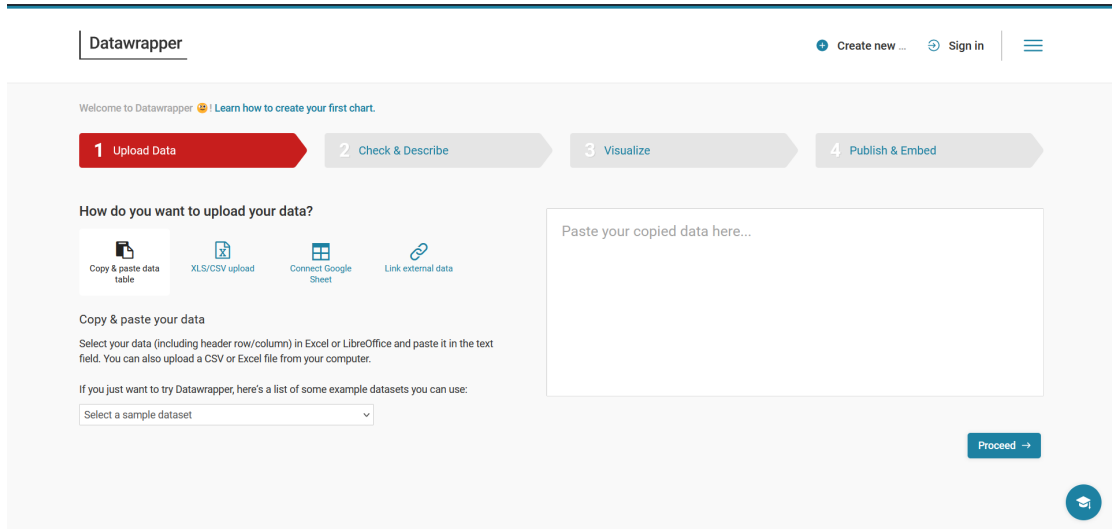 Datawrapper
Create new ...
Sign in
Welcome to Datawrapper 😃! Learn how to create your first chart.
1 Upload Data
2 Check & Describe
3 Visualize
4 Publish & Embed
How do you want to upload your data?
Copy & paste data
table
XLS/CSV upload
Connect Google
Sheet
Link external data
Copy & paste your data
Select your data (including header row/column) in Excel or LibreOffice and paste it in the text
field. You can also upload a CSV or Excel file from your computer.
If you just want to try Datawrapper, here's a list of some example datasets you can use:
Select a sample dataset
Paste your copied data here...
Proceed →